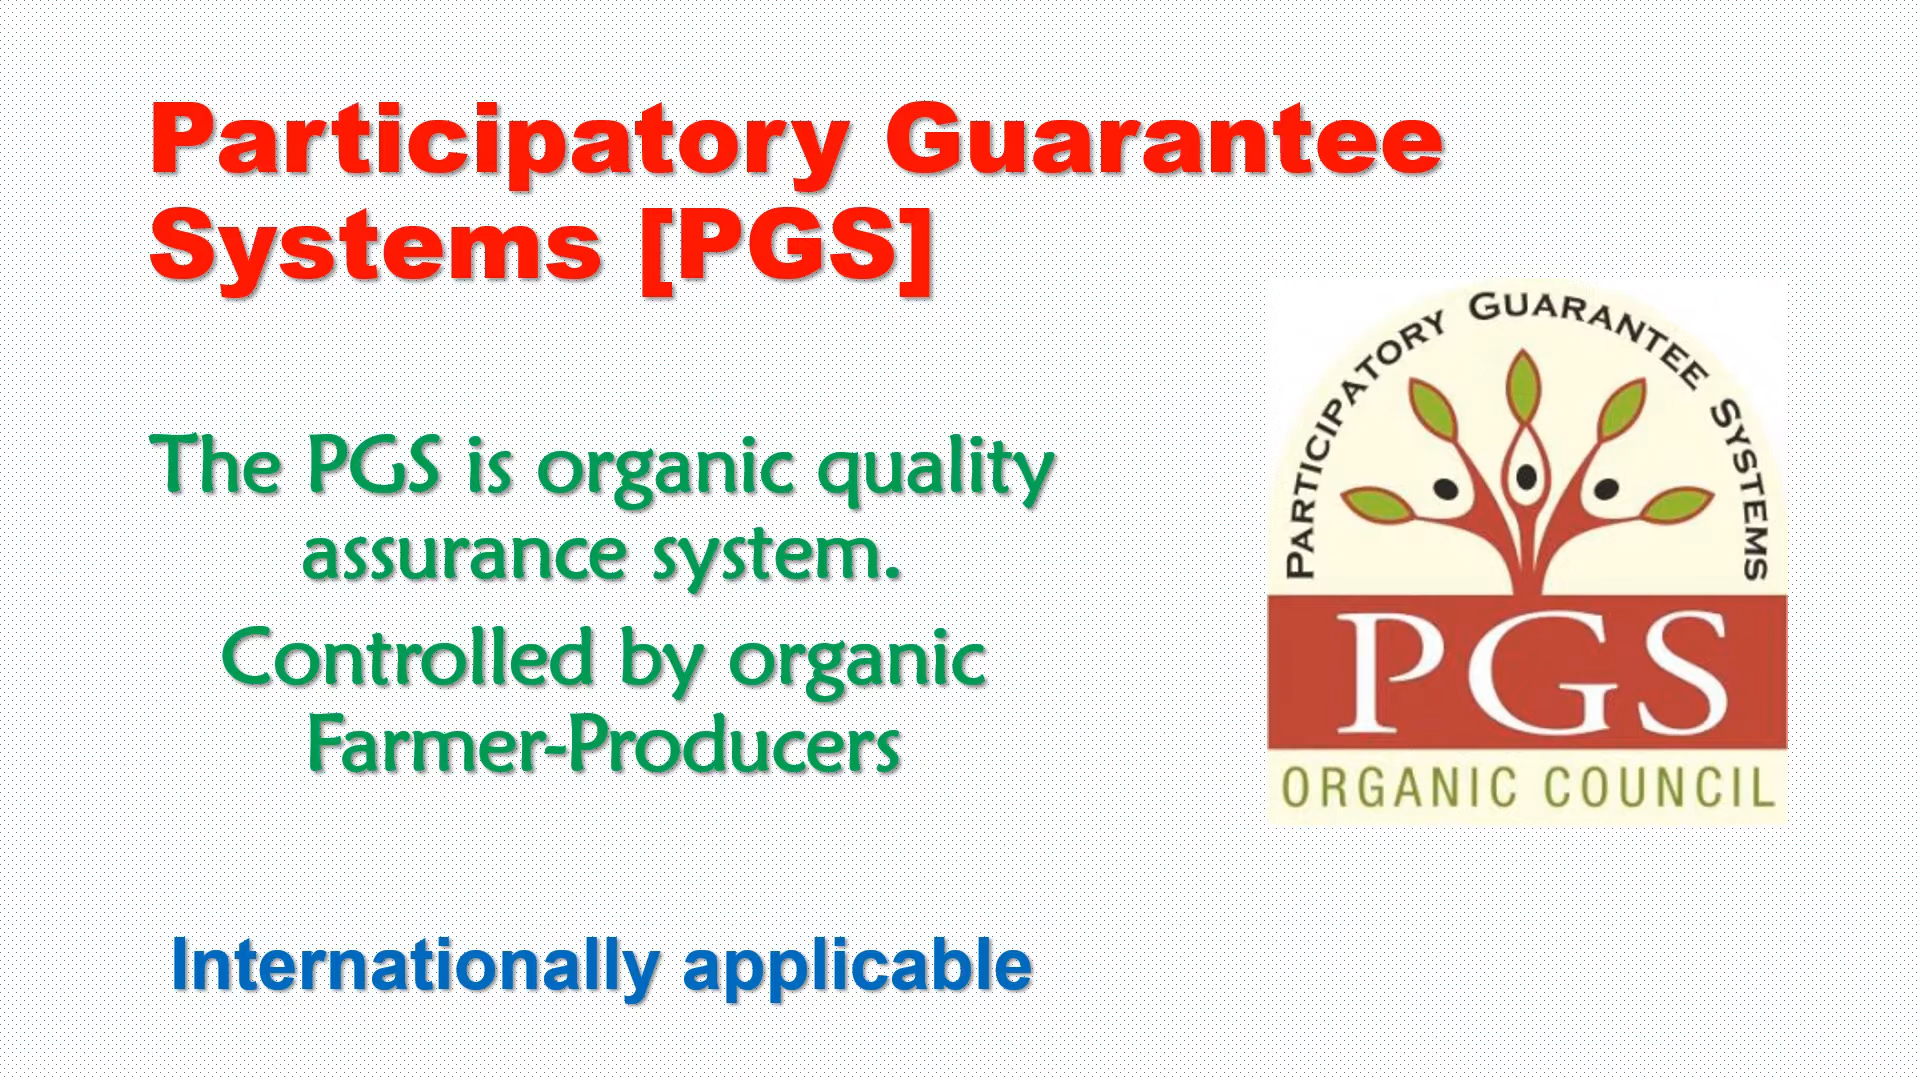 Participatory Guarantee
Systems [PGS]
The PGS is organic quality
assurance system.
Controlled by organic
Farmer-Producers
Internationally applicable
PARTICIPATORY GUARANTEE SYSTEMS
PGS
ORGANIC COUNCIL